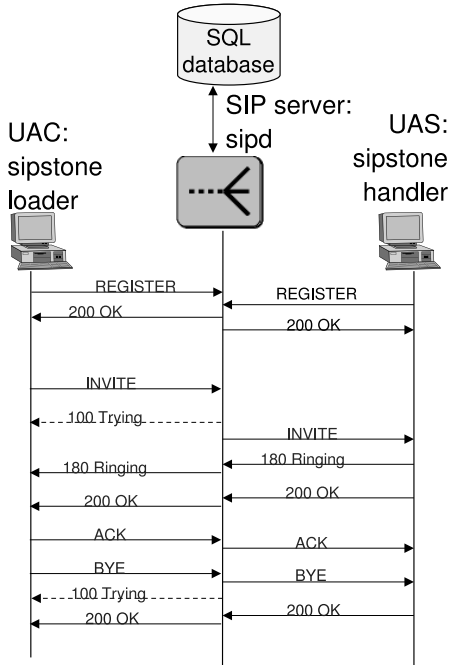 SQL
database
SIP server:
sipd
UAC:
sipstone
loader
UAS:
sipstone
handler
REGISTER
REGISTER
200 OK
200 OK
INVITE
100 Trying
INVITE
180 Ringing
180 Ringing
200 OK
200 OK
ACK
ACK
BYE
BYE
100 Trying
200 OK
200 OK